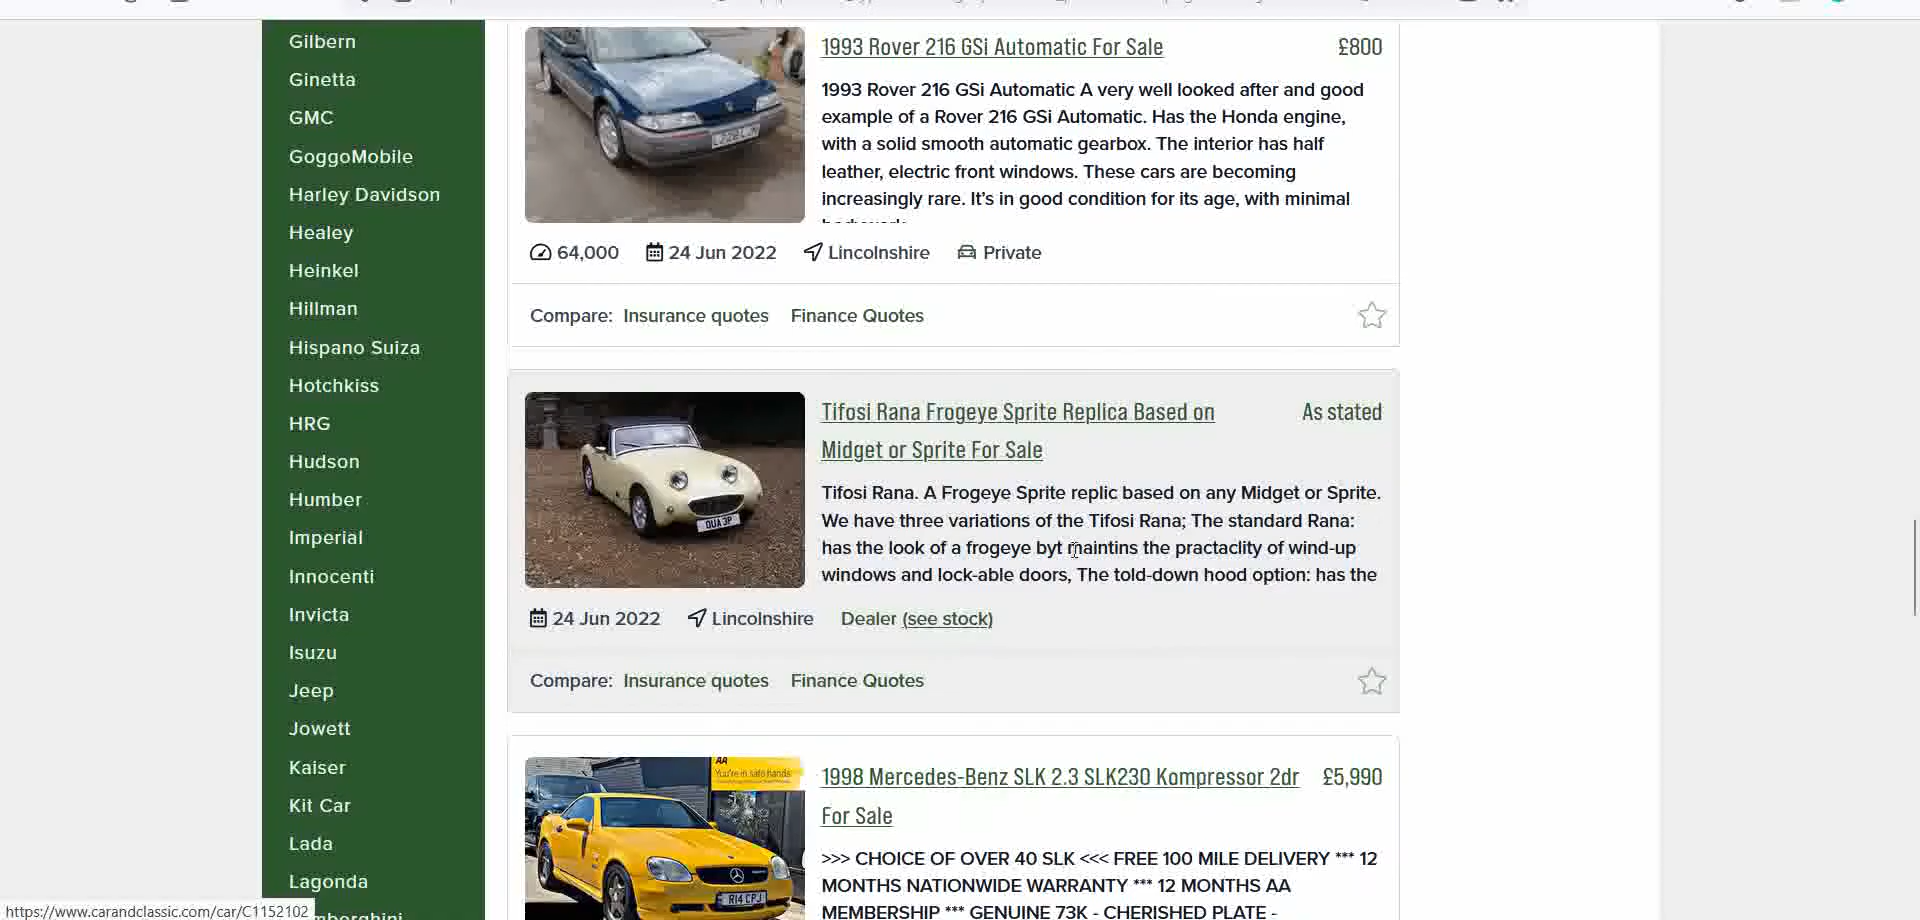 Gilbern
Ginetta
GMC
GoggoMobile
Harley Davidson
Healey
Heinkel
Hillman
Hispano Suiza
Hotchkiss
HRG
Hudson
Humber
Imperial
Innocenti
Invicta
Isuzu
Jeep
Jowett
Kaiser
Kit Car
Lada
Lagonda
https://www.carandclassic.com/car/C1152102
1993 Rover 216 GSi Automatic For Sale £800
1993 Rover 216 GSi Automatic A very well looked after and good
example of a Rover 216 GSi Automatic. Has the Honda engine,
with a solid smooth automatic gearbox. The interior has half
leather, electric front windows. These cars are becoming
increasingly rare. It's in good condition for its age, with minimal
64,000 24 Jun 2022 Lincolnshire Private
Compare: Insurance quotes Finance Quotes
Tifosi Rana Frogeye Sprite Replica Based on As stated
Midget or Sprite For Sale
Tifosi Rana. A Frogeye Sprite replic based on any Midget or Sprite.
We have three variations of the Tifosi Rana; The standard Rana:
has the look of a frogeye byt maintins the practaclity of wind-up
windows and lock-able doors, The told-down hood option: has the
OUA 3P
24 Jun 2022 Lincolnshire Dealer (see stock)
Compare: Insurance quotes Finance Quotes
1998 Mercedes-Benz SLK 2.3 SLK230 Kompressor 2dr £5,990
For Sale
>>> CHOICE OF OVER 40 SLK <<< FREE 100 MILE DELIVERY *** 12
MONTHS NATIONWIDE WARRANTY *** 12 MONTHS AA
MEMBERSHIP *** GENUINE 73K - CHERISHED PLATE -
AA
You're in safe hands
R14 CPJ